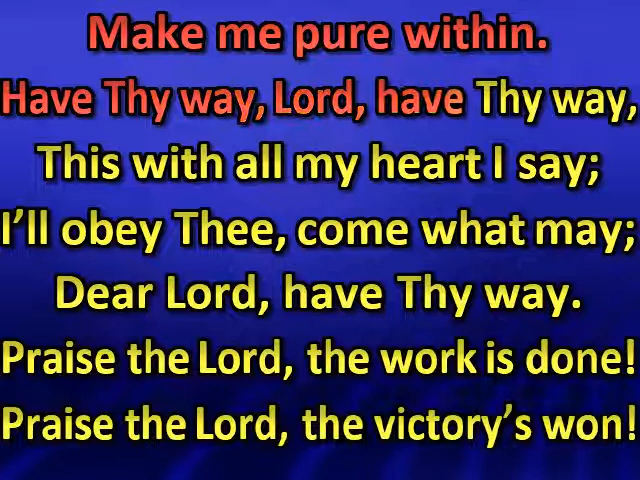 Make me pure within.
Have Thy way, Lord, have Thy way,
This with all my heart I say;
I'll obey Thee, come what may;
Dear Lord, have Thy way.
Praise the Lord, the work is done!
Praise the Lord, the victory's won!